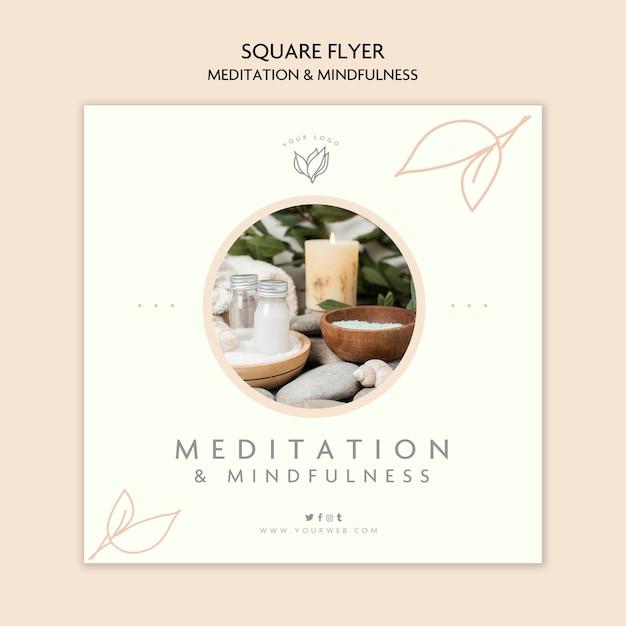 SQUARE FLYER
MEDITATION & MINDFULNESS
YOUR LOGO
MEDITATION
& MINDFULNESS
WWW.YOURWEB.COM